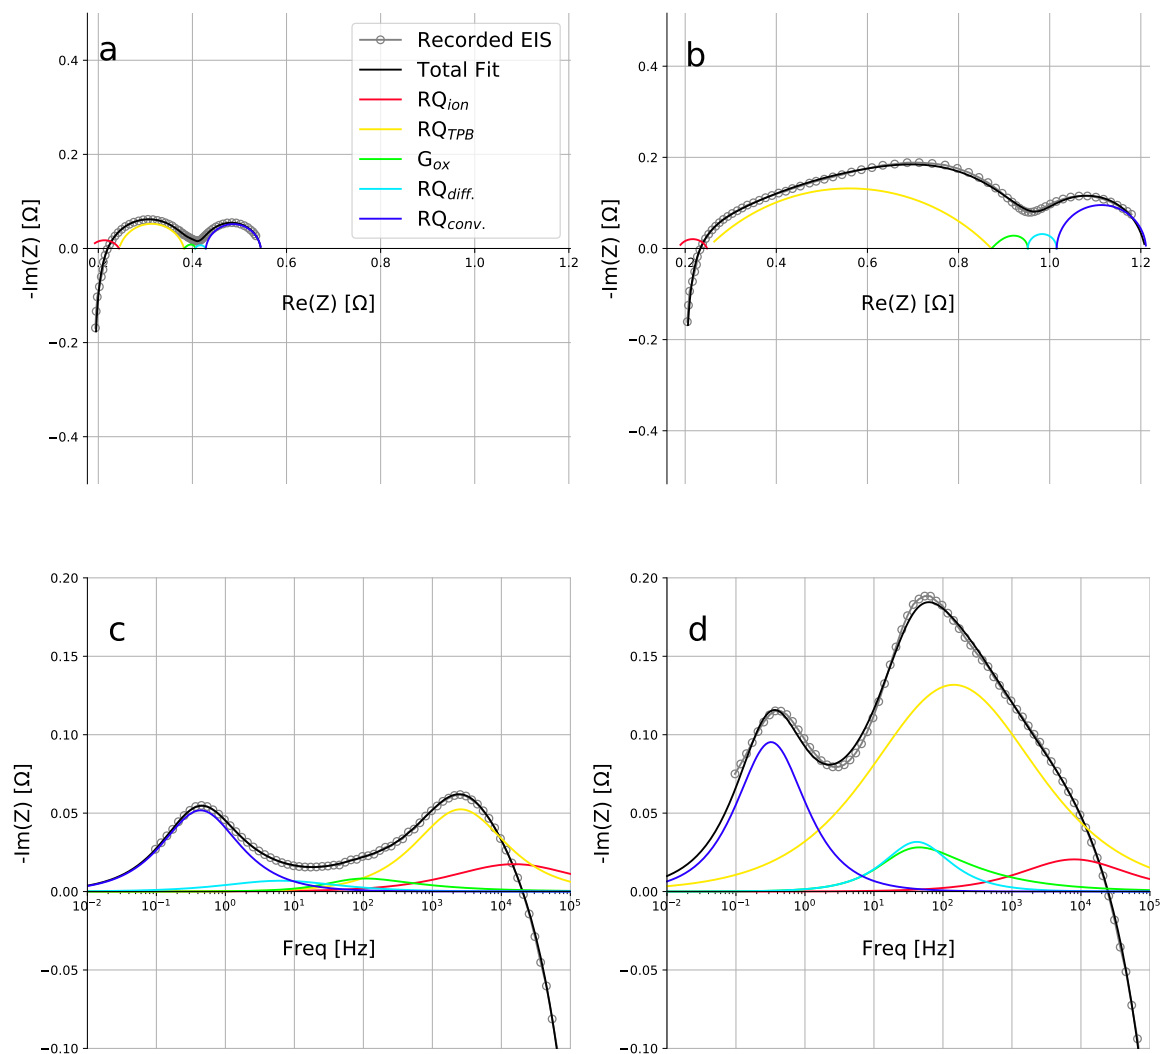 a
Recorded EIS
Total Fit
RQion
RQTPB
Gox
RQdiff.
RQconv.
0.4
0.2
0.0
−0.2
−0.4
0.2
0.4
0.6
0.8
1.0
1.2
Re(Z) [Ω]
-Im(Z) [Ω]
b
0.4
0.2
0.0
−0.2
−0.4
0.2
0.4
0.6
0.8
1.0
1.2
Re(Z) [Ω]
-Im(Z) [Ω]
c
0.20
0.15
0.10
0.05
0.00
−0.05
−0.10
10−2
10−1
100
101
102
103
104
105
Freq [Hz]
-Im(Z) [Ω]
d
0.20
0.15
0.10
0.05
0.00
−0.05
−0.10
10−2
10−1
100
101
102
103
104
105
Freq [Hz]
-Im(Z) [Ω]